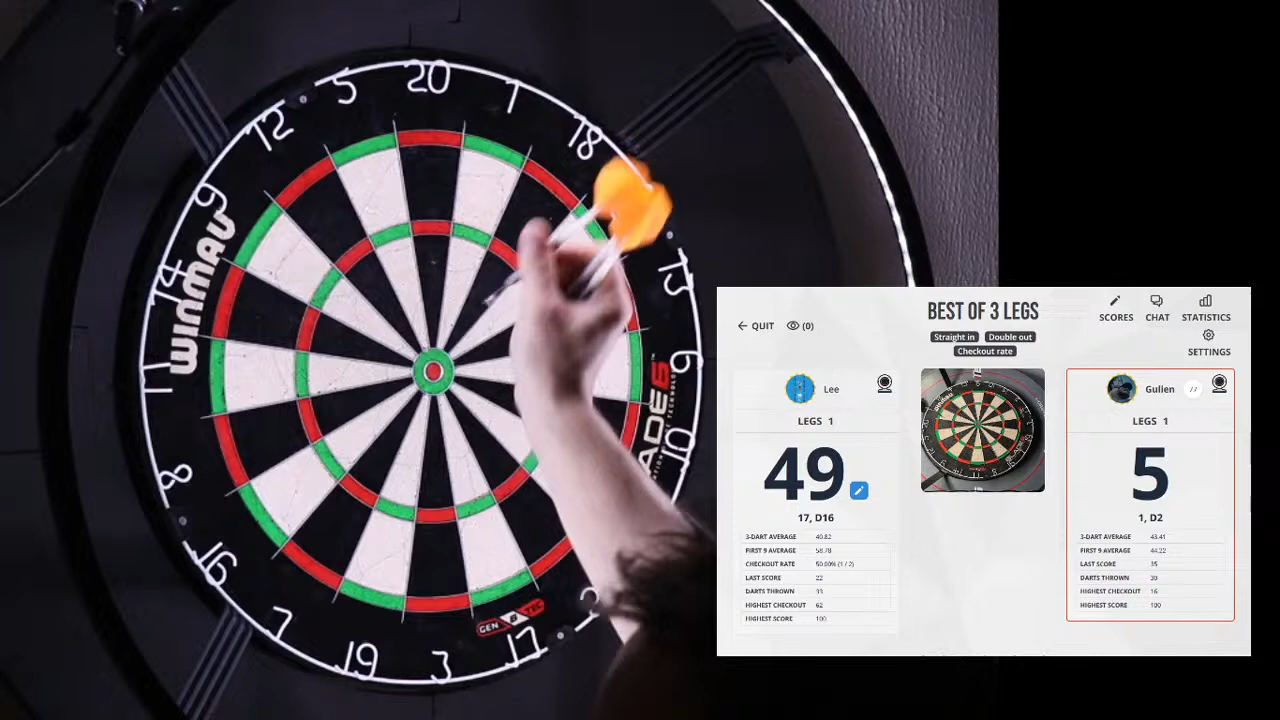 20
5
1
12
18
9
14
13
11
6
8
10
16
7
19
3
17
WINMAU
ADE6
GEN B TEC
BEST OF 3 LEGS
QUIT
(0)
Straight in
Double out
Checkout rate
SCORES
CHAT
STATISTICS
SETTINGS
Lee
LEGS 1
49
17, D16
3-DART AVERAGE 40.82
FIRST 9 AVERAGE 58.78
CHECKOUT RATE 50.00% (1 / 2)
LAST SCORE 22
DARTS THROWN 33
HIGHEST CHECKOUT 62
HIGHEST SCORE 100
Gulien
LEGS 1
5
1, D2
3-DART AVERAGE 43.41
FIRST 9 AVERAGE 44.22
LAST SCORE 35
DARTS THROWN 30
HIGHEST CHECKOUT 16
HIGHEST SCORE 100